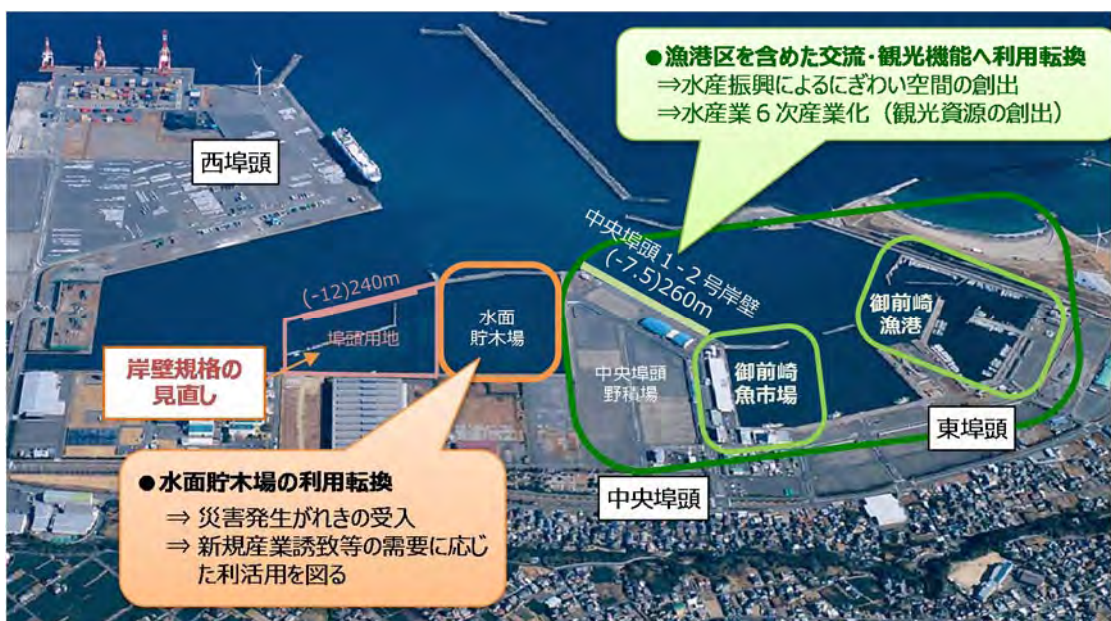 ●漁港区を含めた交流・観光機能へ利用転換
⇒水産振興によるにぎわい空間の創出
⇒水産業6次産業化（観光資源の創出）
西埠頭
中央埠頭1-2号岸壁
(-7.5)260m
(-12)240m
水面
貯木場
埠頭用地
御前崎
漁港
岸壁規格の
見直し
中央埠頭
野積場
御前崎
魚市場
東埠頭
中央埠頭
●水面貯木場の利用転換
⇒ 災害発生がれきの受入
⇒ 新規産業誘致等の需要に応じ
た利活用を図る